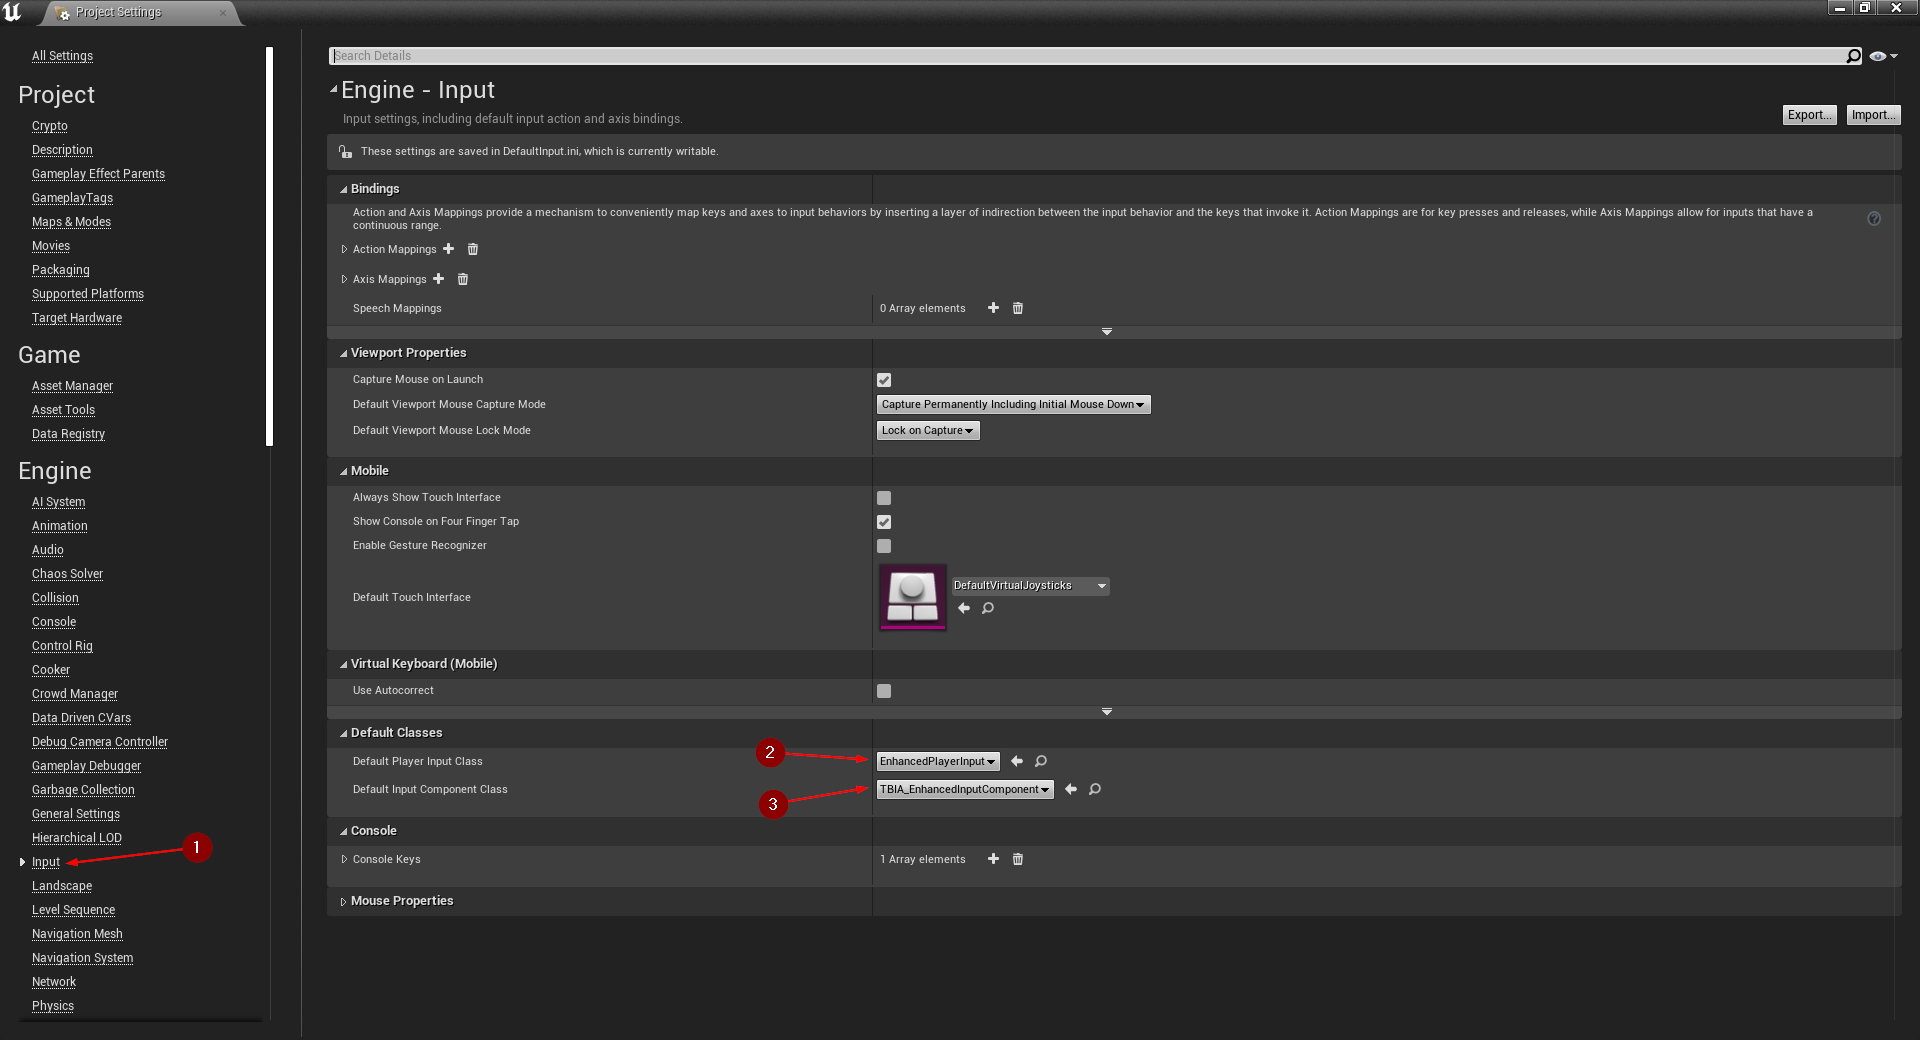 Project Settings
All Settings
Project
Crypto
Description
Gameplay Effect Parents
GameplayTags
Maps & Modes
Movies
Packaging
Supported Platforms
Target Hardware
Game
Asset Manager
Asset Tools
Data Registry
Engine
AI System
Animation
Audio
Chaos Solver
Collision
Console
Control Rig
Cooker
Crowd Manager
Data Driven CVars
Debug Camera Controller
Gameplay Debugger
Garbage Collection
General Settings
Hierarchical LOD
Input
1
Landscape
Level Sequence
Navigation Mesh
Navigation System
Network
Physics
Search Details
Engine - Input
Input settings, including default input action and axis bindings.
Export...
Import...
These settings are saved in DefaultInput.ini, which is currently writable.
Bindings
Action and Axis Mappings provide a mechanism to conveniently map keys and axes to input behaviors by inserting a layer of indirection between the input behavior and the keys that invoke it. Action Mappings are for key presses and releases, while Axis Mappings allow for inputs that have a
continuous range.
?
Action Mappings
Axis Mappings
Speech Mappings
0 Array elements
Viewport Properties
Capture Mouse on Launch
Default Viewport Mouse Capture Mode
Capture Permanently Including Initial Mouse Down
Default Viewport Mouse Lock Mode
Lock on Capture
Mobile
Always Show Touch Interface
Show Console on Four Finger Tap
Enable Gesture Recognizer
Default Touch Interface
DefaultVirtualJoysticks
Virtual Keyboard (Mobile)
Use Autocorrect
Default Classes
Default Player Input Class
2
EnhancedPlayerInput
Default Input Component Class
3
TBIA_EnhancedInputComponent
Console
Console Keys
1 Array elements
Mouse Properties